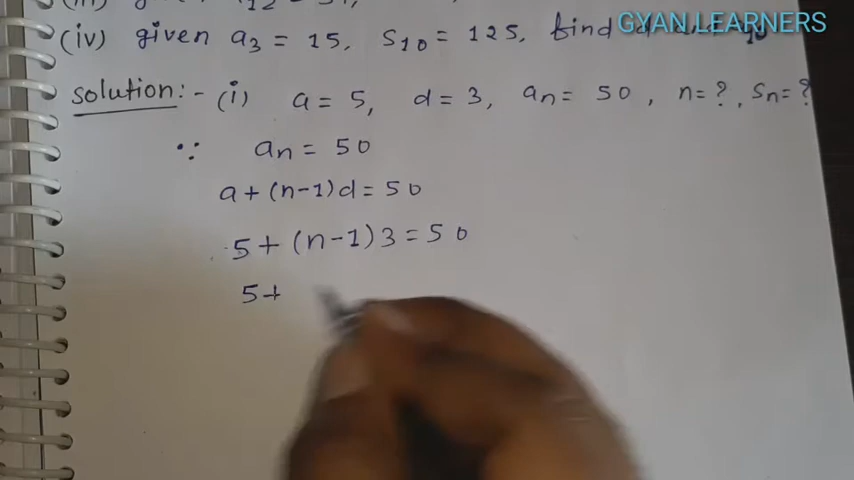 (iv) given a₃ = 15, S₁₀ = 125, find d
GYAN LEARNERS
solution:- (i) a = 5, d = 3, aₙ = 50, n = ?, Sₙ = ?
∵ aₙ = 50
a + (n-1)d = 50
5 + (n-1)3 = 50
5+